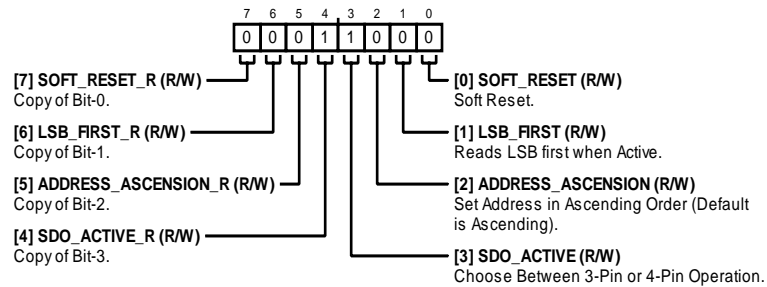 7 6 5 4 3 2 1 0
0 0 0 1 1 0 0 0
[7] SOFT_RESET_R (R/W)
Copy of Bit-0.
[6] LSB_FIRST_R (R/W)
Copy of Bit-1.
[5] ADDRESS_ASCENSION_R (R/W)
Copy of Bit-2.
[4] SDO_ACTIVE_R (R/W)
Copy of Bit-3.
[0] SOFT_RESET (R/W)
Soft Reset.
[1] LSB_FIRST (R/W)
Reads LSB first when Active.
[2] ADDRESS_ASCENSION (R/W)
Set Address in Ascending Order (Default
is Ascending).
[3] SDO_ACTIVE (R/W)
Choose Between 3-Pin or 4-Pin Operation.